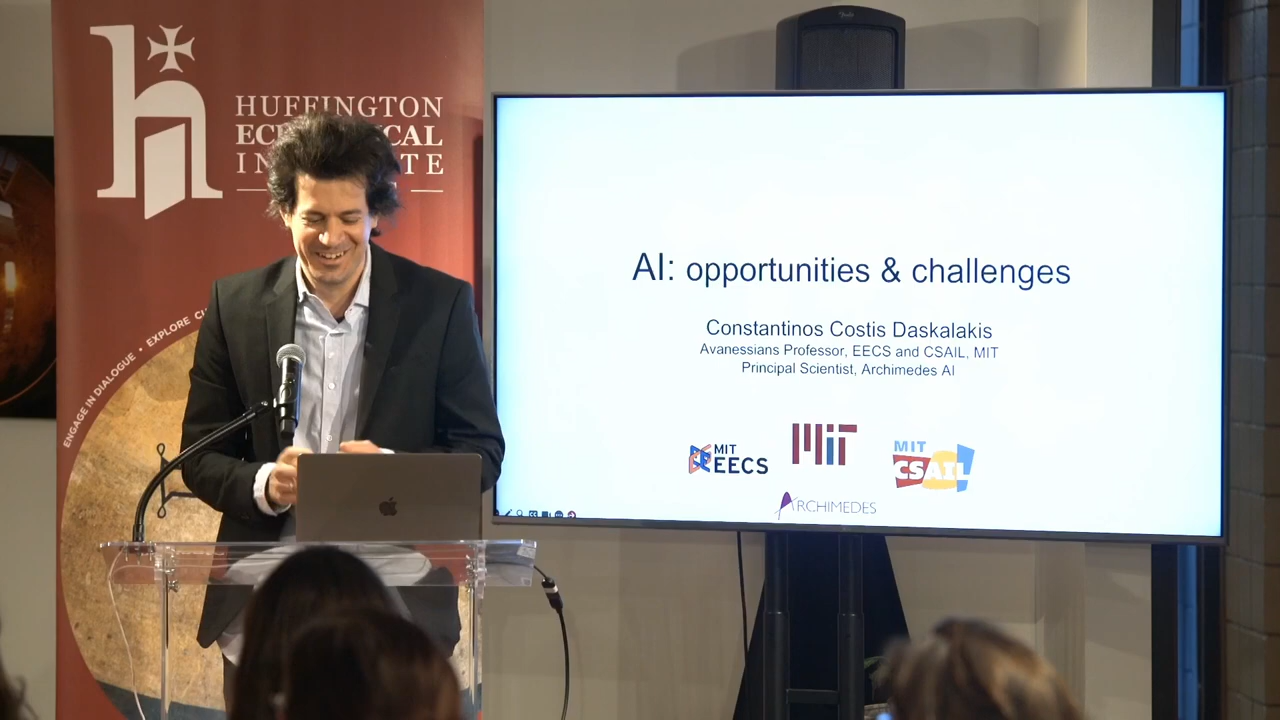 HUFFINGTON
ENGAGE IN DIALOGUE • EXPLORE
AI: opportunities & challenges
Constantinos Costis Daskalakis
Avanessians Professor, EECS and CSAIL, MIT
Principal Scientist, Archimedes AI
MIT
EECS
MIT
MIT
CSAIL
ARCHIMEDES